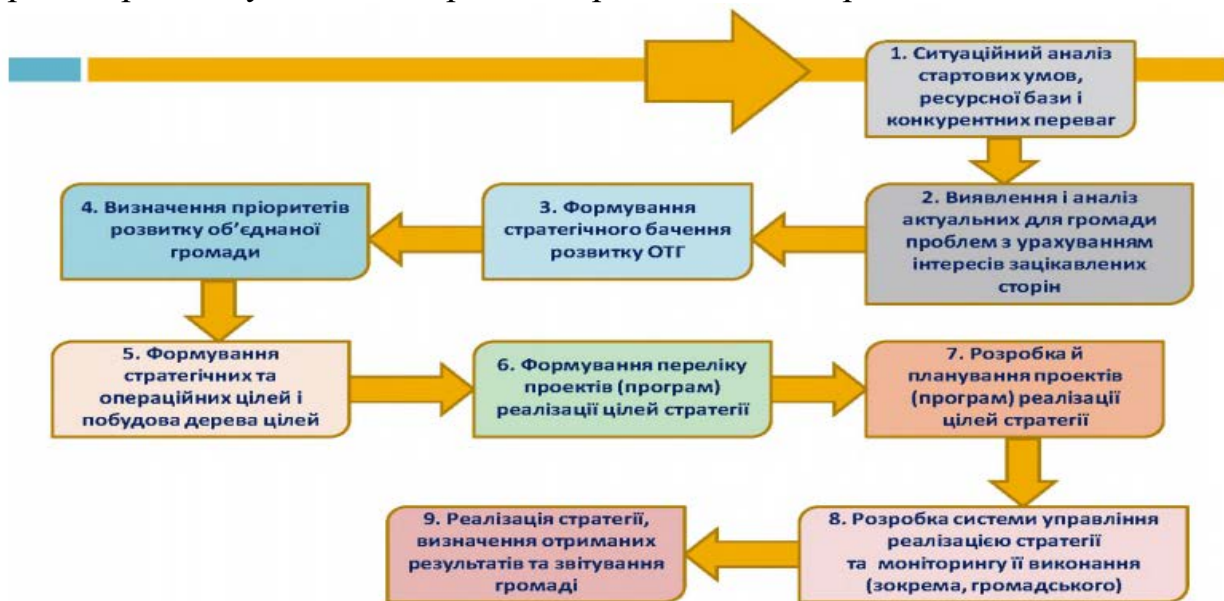 1. Ситуаційний аналіз
стартових умов,
ресурсної бази і
конкурентних переваг
2. Виявлення і аналіз
актуальних для громади
проблем з урахуванням
інтересів зацікавлених
сторін
3. Формування
стратегічного бачення
розвитку ОТГ
4. Визначення пріоритетів
розвитку об’єднаної
громади
5. Формування
стратегічних та
операційних цілей і
побудова дерева цілей
6. Формування переліку
проектів (програм)
реалізації цілей стратегії
7. Розробка й
планування проектів
(програм) реалізації
цілей стратегії
8. Розробка системи управління
реалізацією стратегії
та моніторингу її виконання
(зокрема, громадського)
9. Реалізація стратегії,
визначення отриманих
результатів та звітування
громаді